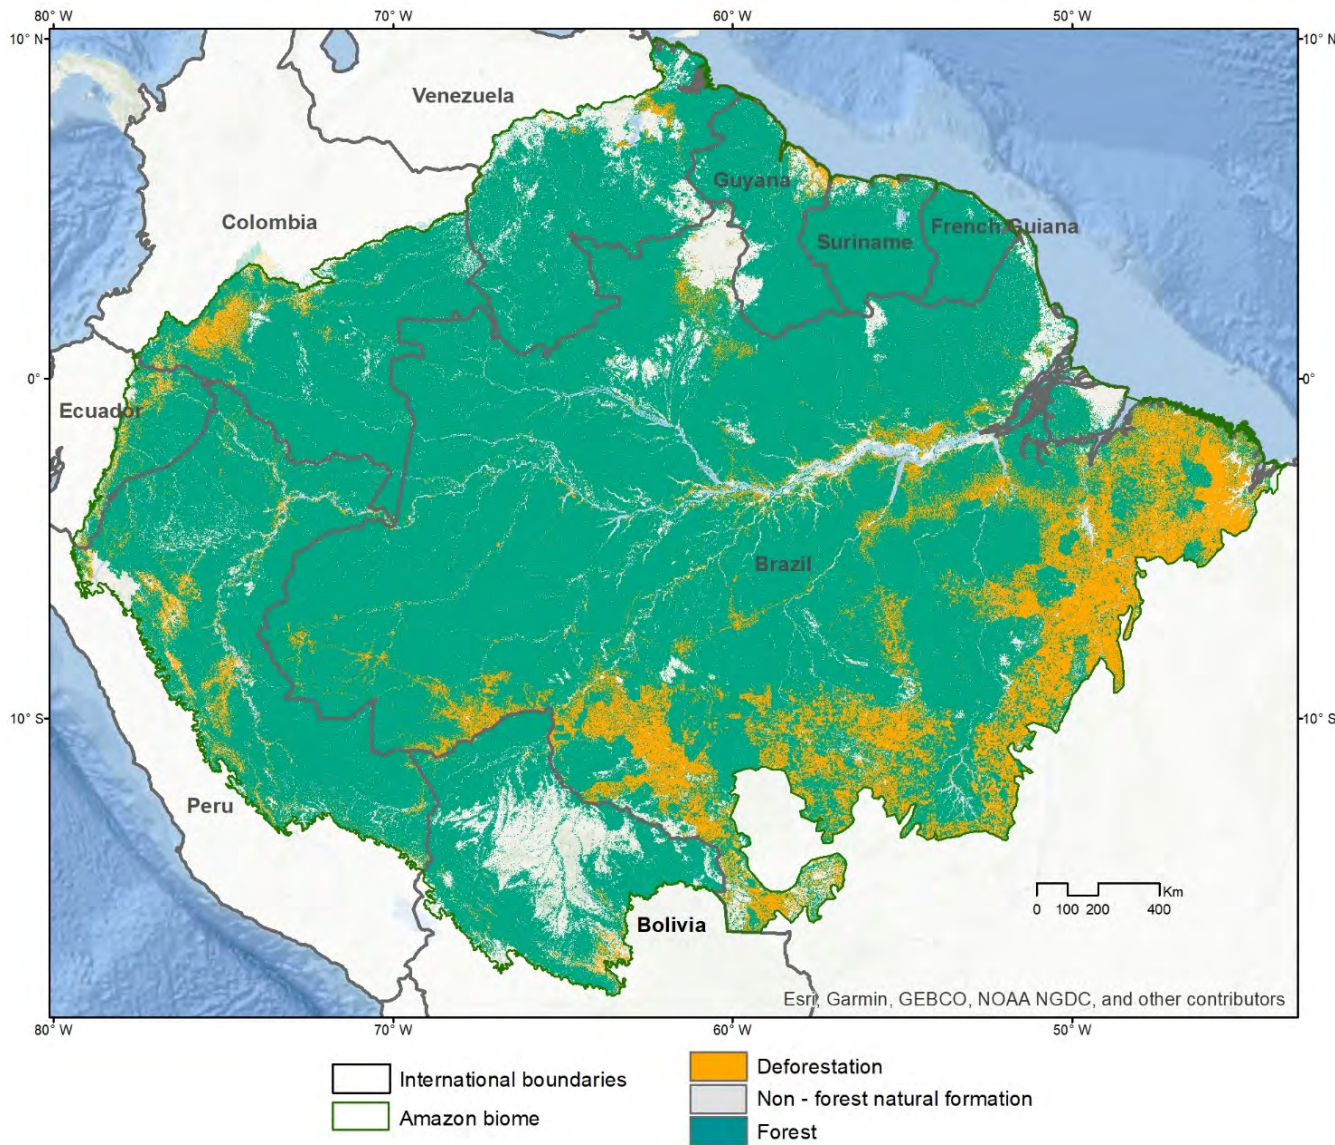 80° W 70° W 60° W 50° W
10° N 10° N
Venezuela
Guyana
Colombia
French Guiana
Suriname
0° 0°
Ecuador
Brazil
10° S 10° S
Peru
Km
0 100 200 400
Bolivia
Esri, Garmin, GEBCO, NOAA NGDC, and other contributors
80° W 70° W 60° W 50° W
International boundaries
Amazon biome
Deforestation
Non - forest natural formation
Forest